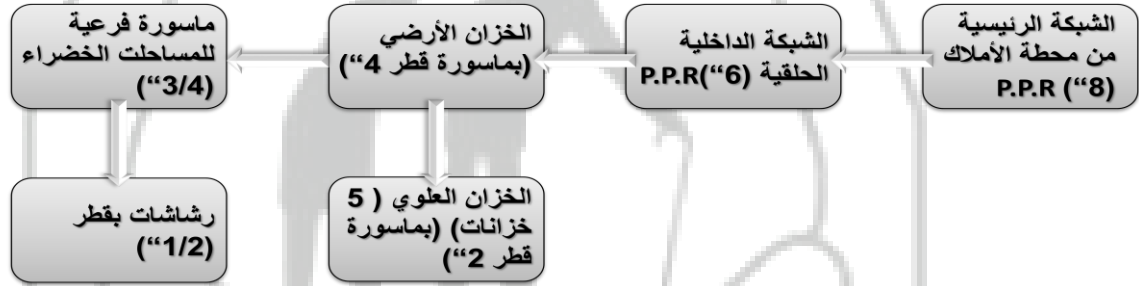 الشبكة الرئيسية
من محطة الأملاك
P.P.R (“8)
الشبكة الداخلية
الحلقية (6“)P.P.R
الخزان الأرضي
(بماسورة قطر 4“)
ماسورة فرعية
للمساحلت الخضراء
(“3/4)
الخزان العلوي ( 5
خزانات) (بماسورة
قطر 2“)
رشاشات بقطر
(“1/2)